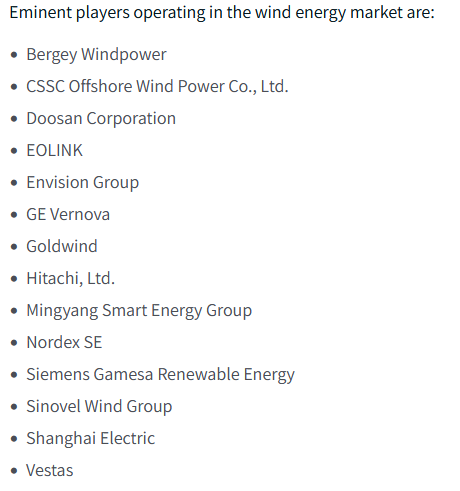 Eminent players operating in the wind energy market are:
• Bergey Windpower
• CSSC Offshore Wind Power Co., Ltd.
• Doosan Corporation
• EOLINK
• Envision Group
• GE Vernova
• Goldwind
• Hitachi, Ltd.
• Mingyang Smart Energy Group
• Nordex SE
• Siemens Gamesa Renewable Energy
• Sinovel Wind Group
• Shanghai Electric
• Vestas